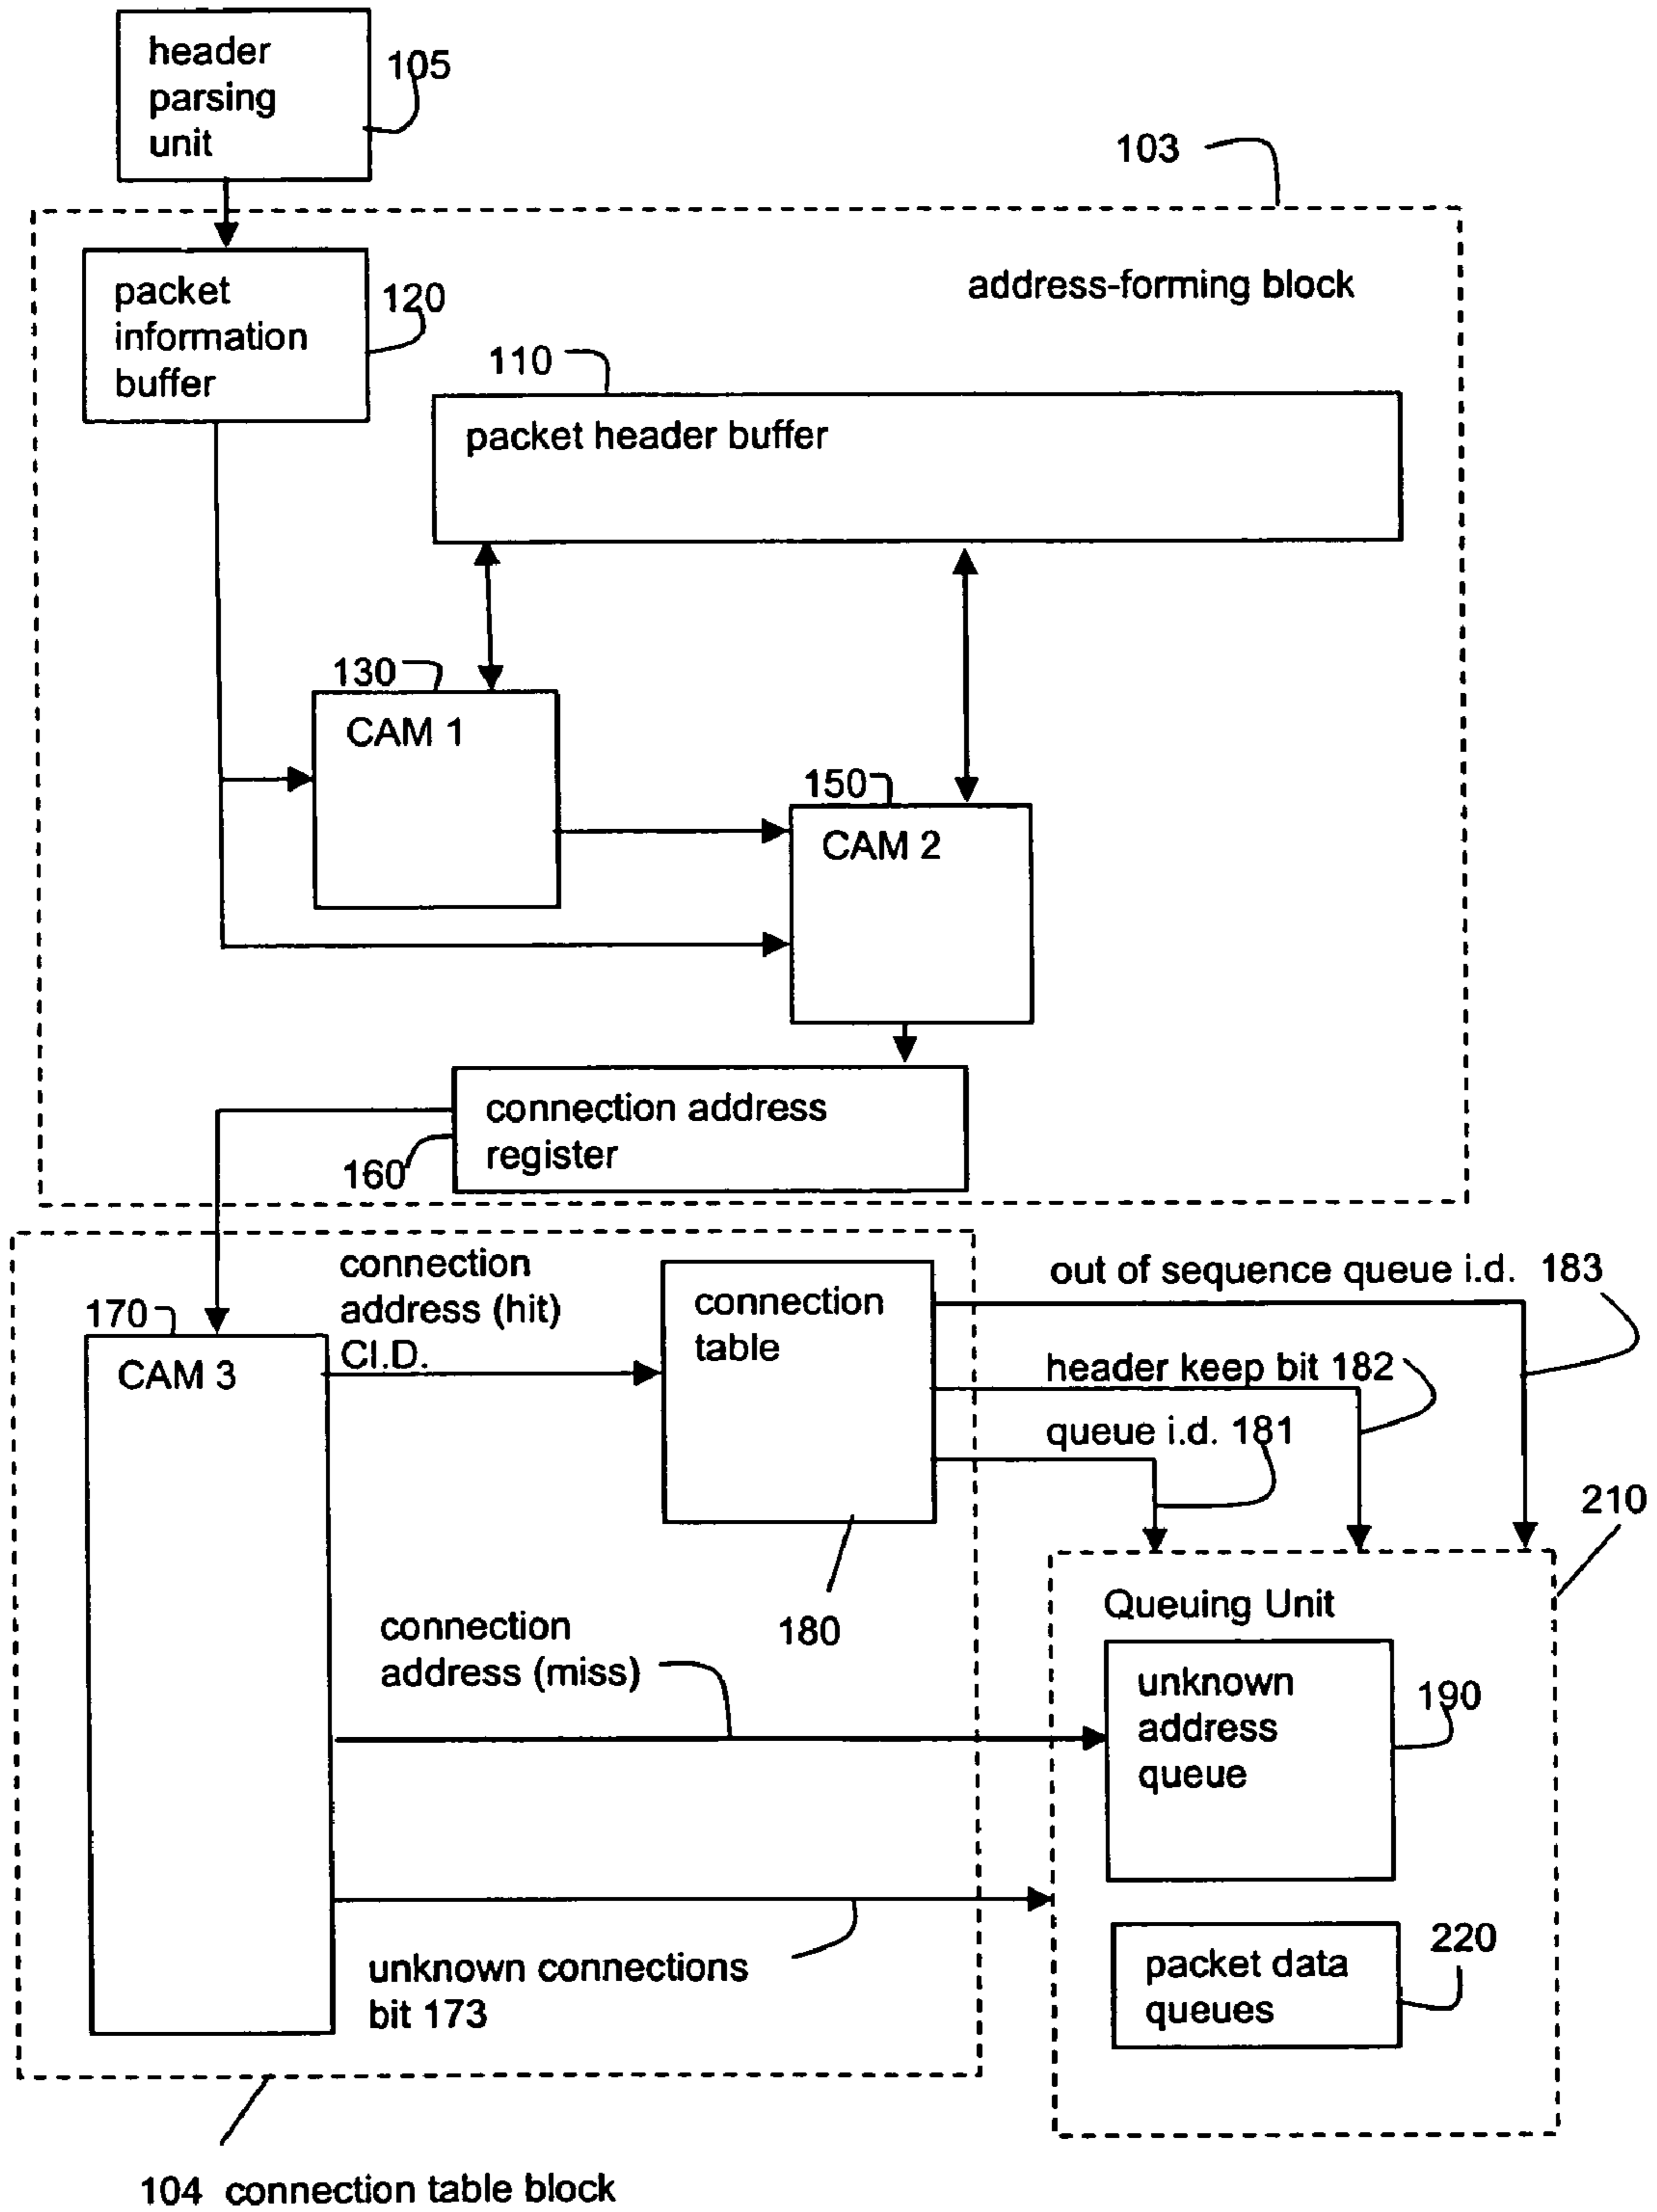 header
parsing
unit
105
103
packet
information
buffer
120
address-forming block
110
packet header buffer
130
CAM 1
150
CAM 2
connection address
register
160
connection
address (hit)
CI.D.
connection
table
out of sequence queue i.d. 183
170
CAM 3
header keep bit 182
queue i.d. 181
210
180
Queuing Unit
connection
address (miss)
unknown
address
queue
190
unknown connections
bit 173
packet data
queues
220
104 connection table block